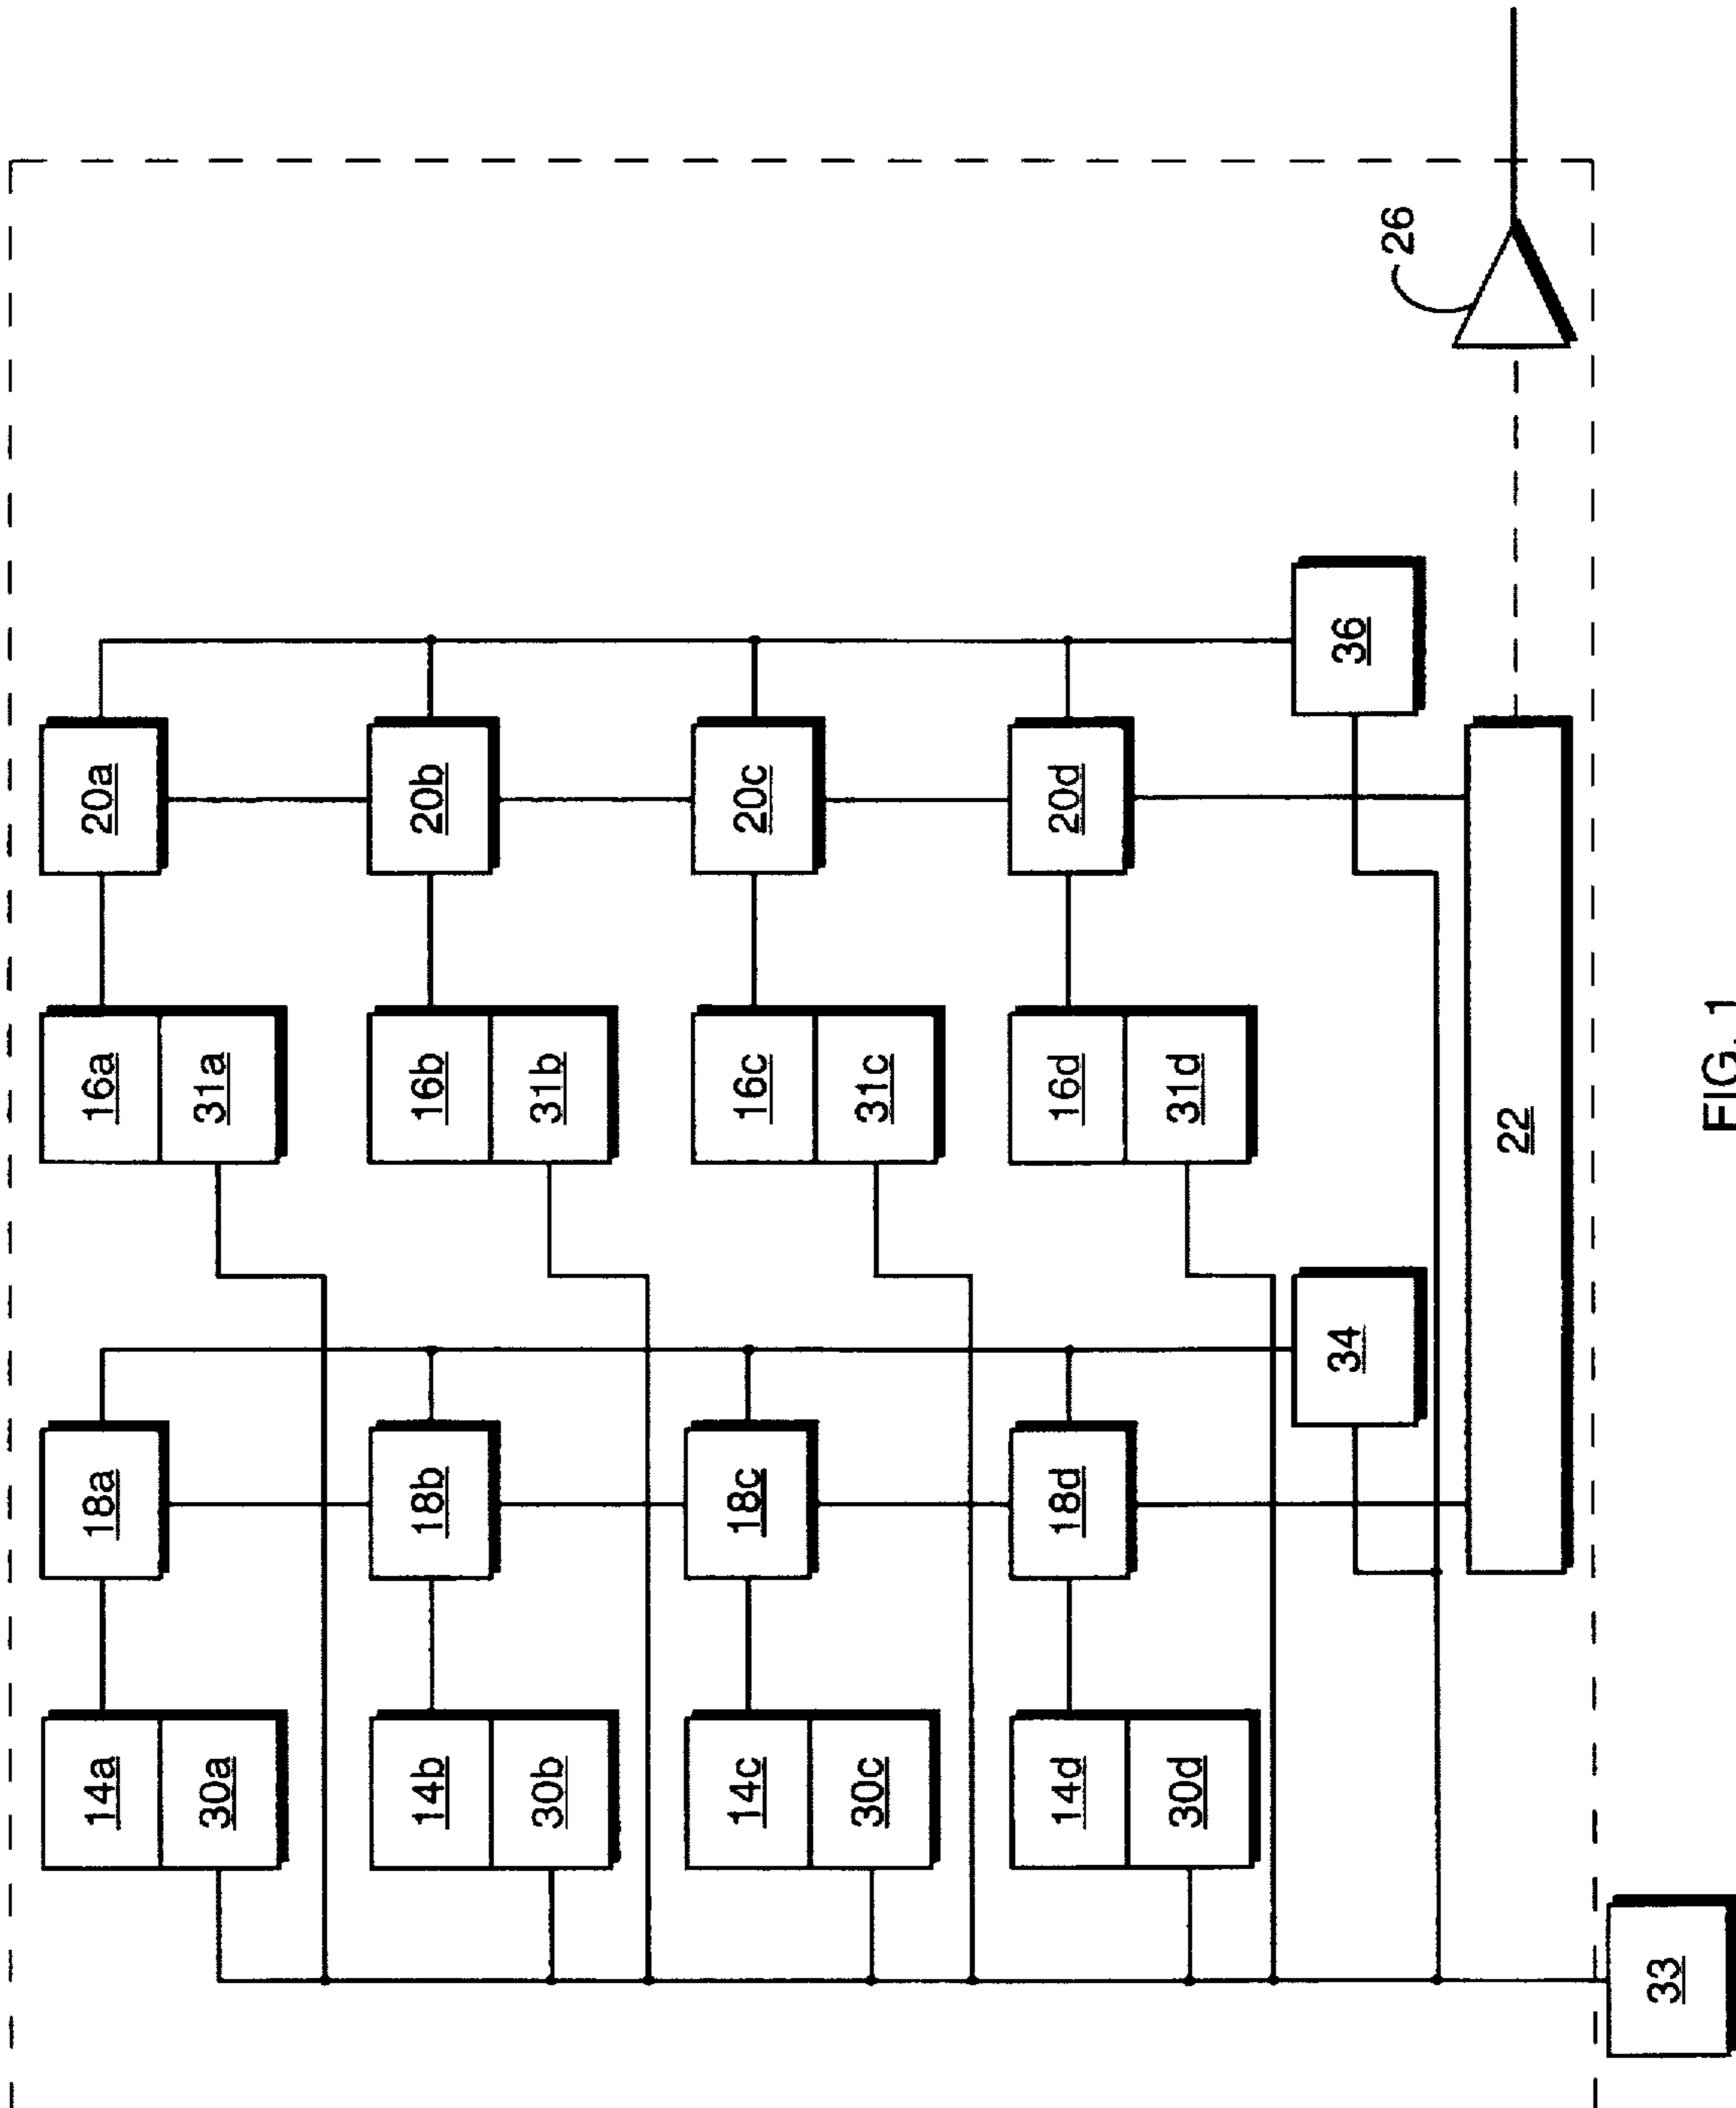 14a 18a 16a 20a
30a 31a
14b 18b 16b 20b
30b 31b
14c 18c 16c 20c
30c 31c
14d 18d 16d 20d
30d 31d
34 36
26
22
33
FIG. 1